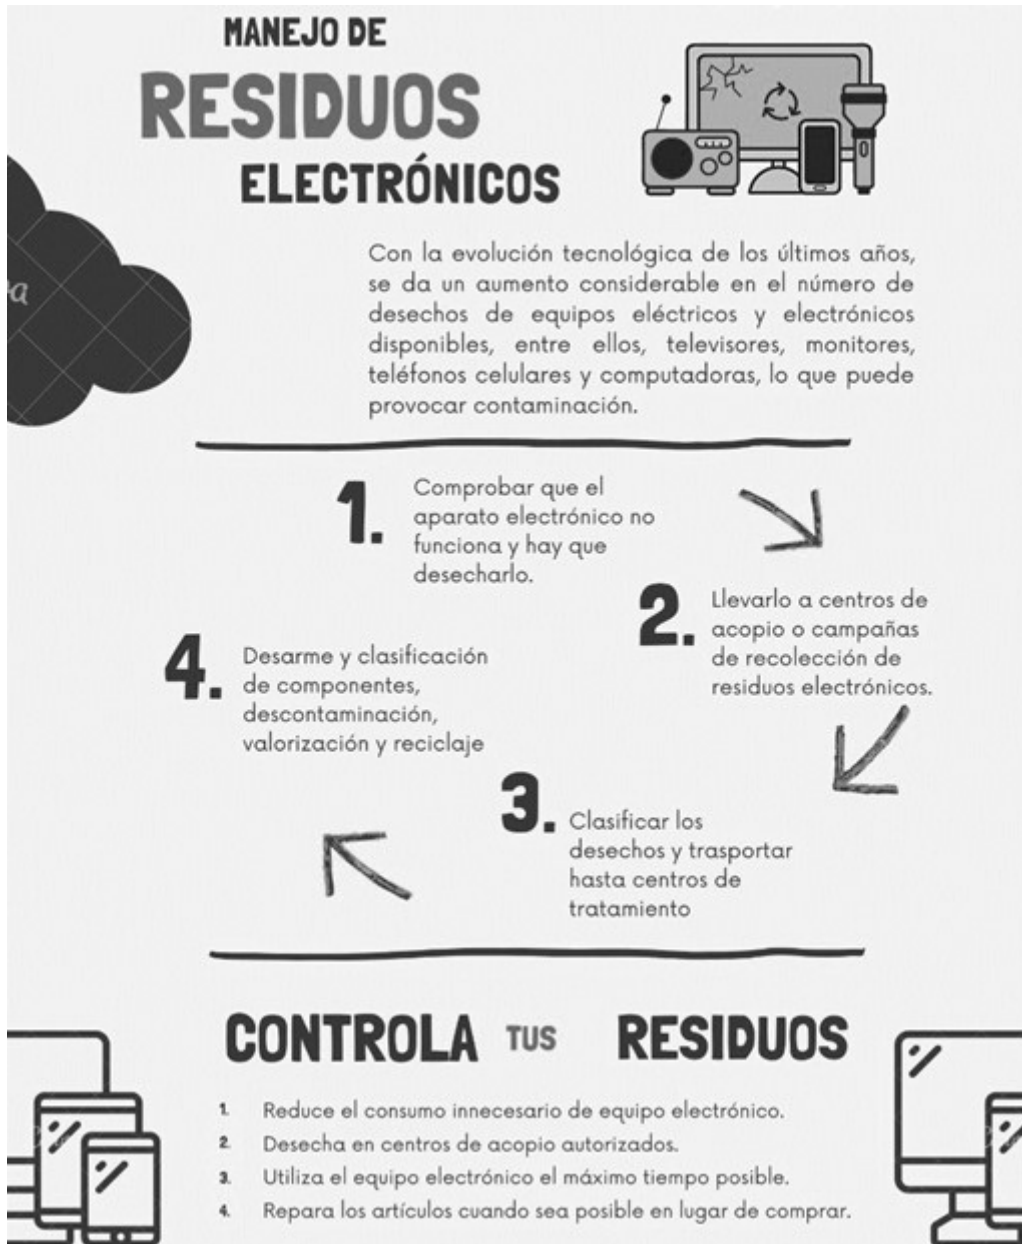 MANEJO DE
RESIDUOS
ELECTRÓNICOS
Con la evolución tecnológica de los últimos años,
se da un aumento considerable en el número de
desechos de equipos eléctricos y electrónicos
disponibles, entre ellos, televisores, monitores,
teléfonos celulares y computadoras, lo que puede
provocar contaminación.
1. Comprobar que el
aparato electrónico no
funciona y hay que
desecharlo.
2. Llevarlo a centros de
acopio o campañas
de recolección de
residuos electrónicos.
3. Clasificar los
desechos y trasportar
hasta centros de
tratamiento
4. Desarme y clasificación
de componentes,
descontaminación,
valorización y reciclaje
CONTROLA TUS RESIDUOS
1. Reduce el consumo innecesario de equipo electrónico.
2. Desecha en centros de acopio autorizados.
3. Utiliza el equipo electrónico el máximo tiempo posible.
4. Repara los artículos cuando sea posible en lugar de comprar.